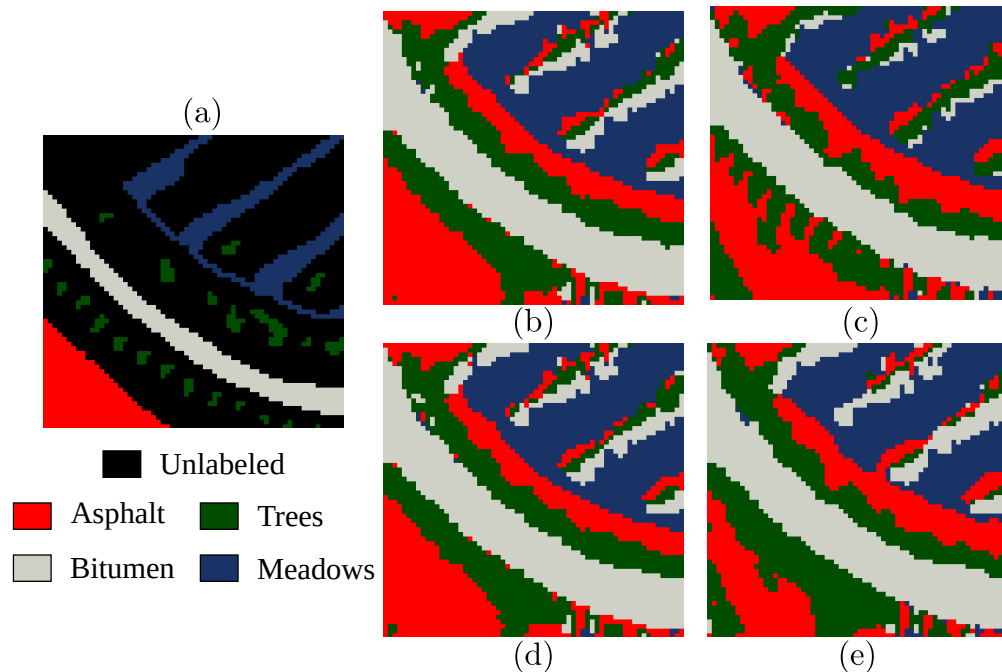 (a)
(b)
(c)
Unlabeled
Asphalt
Trees
Bitumen
Meadows
(d)
(e)